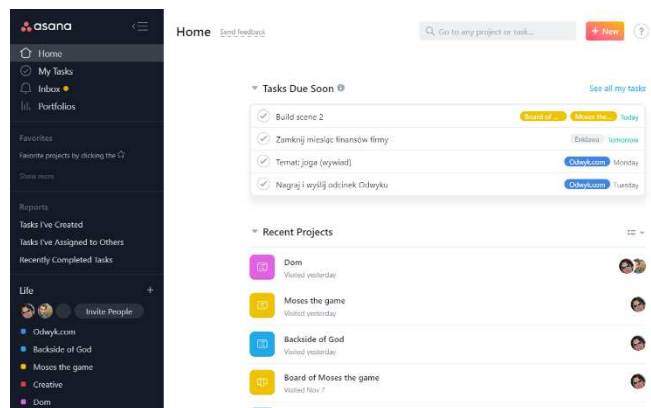 asana
Home
My Tasks
Inbox
Portfolios
Favorites
Favorite projects by clicking the
Show more
Reports
Tasks I've Created
Tasks I've Assigned to Others
Recently Completed Tasks
Life +
Invite People
Odwyk.com
Backside of God
Moses the game
Creative
Dom
Home Send feedback
Go to any project or task...
+ New
?
Tasks Due Soon
See all my tasks
Build scene 2 Board of ... Moses the... Today
Zamknij miesiąc finansów firmy Enklawa Tomorrow
Temat: joga (wywiad) Odwyk.com Monday
Nagraj i wyślij odcinek Odwyku Odwyk.com Tuesday
Recent Projects
Dom
Visited yesterday
Moses the game
Visited yesterday
Backside of God
Visited yesterday
Board of Moses the game
Visited Nov 7